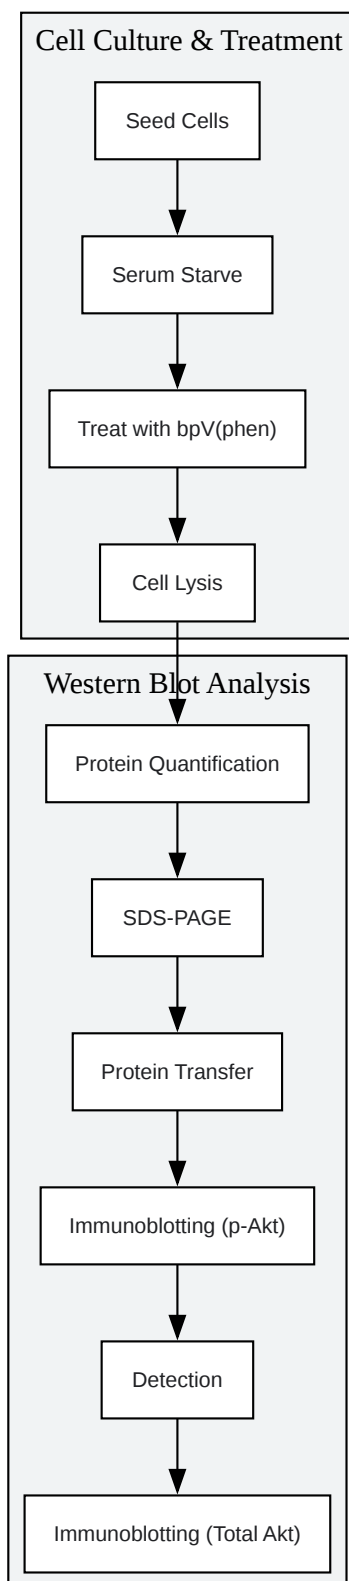 Cell Culture & Treatment
Seed Cells
Serum Starve
Treat with bpV(phen)
Cell Lysis
Western Blot Analysis
Protein Quantification
SDS-PAGE
Protein Transfer
Immunoblotting (p-Akt)
Detection
Immunoblotting (Total Akt)